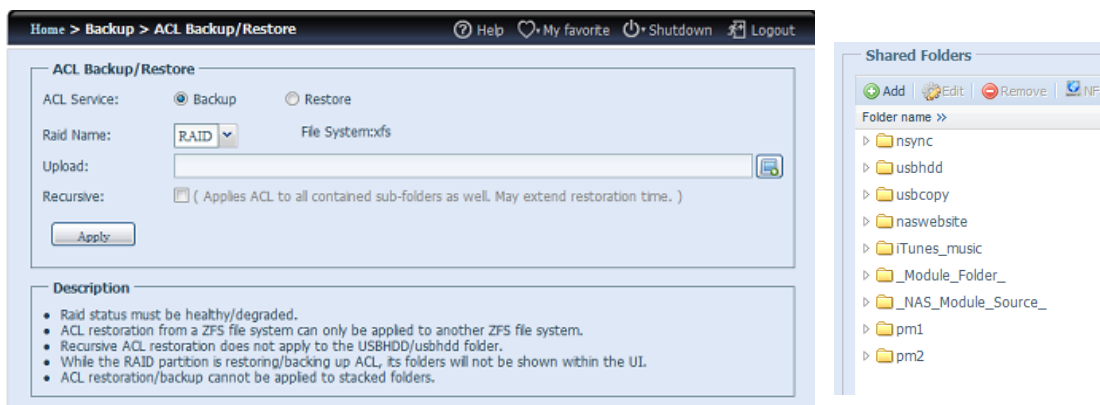 Home > Backup > ACL Backup/Restore Help My favorite Shutdown Logout
ACL Backup/Restore
ACL Service: Backup Restore
Raid Name: RAID File System:xfs
Upload:
Recursive: ( Applies ACL to all contained sub-folders as well. May extend restoration time. )
Apply
Description
• Raid status must be healthy/degraded.
• ACL restoration from a ZFS file system can only be applied to another ZFS file system.
• Recursive ACL restoration does not apply to the USBHDD/usbhdd folder.
• While the RAID partition is restoring/backing up ACL, its folders will not be shown within the UI.
• ACL restoration/backup cannot be applied to stacked folders.
Shared Folders
Add Edit Remove NF
Folder name »
nsync
usbhdd
usbcopy
naswebsite
iTunes_music
_Module_Folder_
_NAS_Module_Source_
pm1
pm2